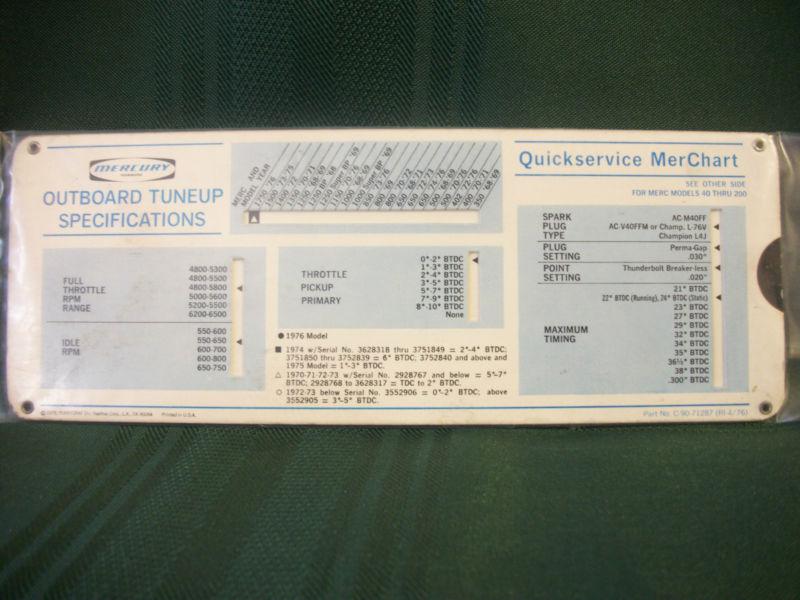 MERCURY
OUTBOARD TUNEUP
SPECIFICATIONS
FULL
THROTTLE
RPM
RANGE
4800-5300
4800-5500
4800-5800
5000-5600
5200-5500
6200-6500
IDLE
RPM
550-600
550-650
600-700
600-800
650-750
MERC AND
MODEL YEAR
THROTTLE
PICKUP
PRIMARY
0°-2° BTDC
1°-3° BTDC
2°-4° BTDC
3°-5° BTDC
5°-7° BTDC
7°-9° BTDC
8°-10° BTDC
None
● 1976 Model
■ 1974 w/Serial No. 3628318 thru 3751849 = 2°-4° BTDC;
3751850 thru 3752839 = 6° BTDC; 3752840 and above and
1975 Model = 1°-3° BTDC.
△ 1970-71-72-73 w/Serial No. 2928767 and below = 5°-7°
BTDC; 2928768 to 3628317 = TDC to 2° BTDC.
○ 1972-73 below Serial No. 3552906 = 0°-2° BTDC; above
3552905 = 3°-5° BTDC.
Quickservice MerChart
SEE OTHER SIDE
FOR MERC MODELS 40 THRU 200
SPARK
PLUG
TYPE
AC-M40FF
AC-V40FFM or Champ. L-76V
Champion L4J
PLUG
SETTING
Perma-Gap
.030"
POINT
SETTING
Thunderbolt Breaker-less
.020"
MAXIMUM
TIMING
21° BTDC
22° BTDC (Running), 24° BTDC (Static)
23° BTDC
27° BTDC
29° BTDC
32° BTDC
34° BTDC
35° BTDC
36½° BTDC
38° BTDC
.300" BTDC
Printed in U.S.A.
Part No. C-90-71287 (RI-4/76)